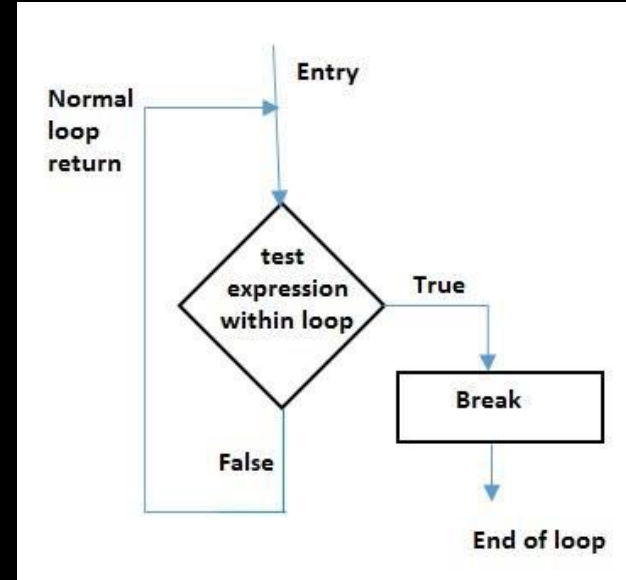 Entry
Normal
loop
return
test
expression
within loop
True
Break
False
End of loop